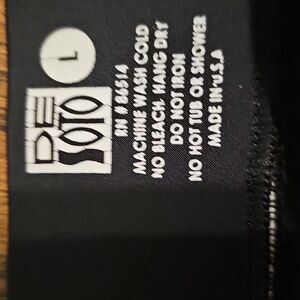 L
DE
SOTO
RN # 86514
MACHINE WASH COLD
NO BLEACH. HANG DRY
DO NOT IRON
NO HOT TUB OR SHOWER
MADE IN U.S.A